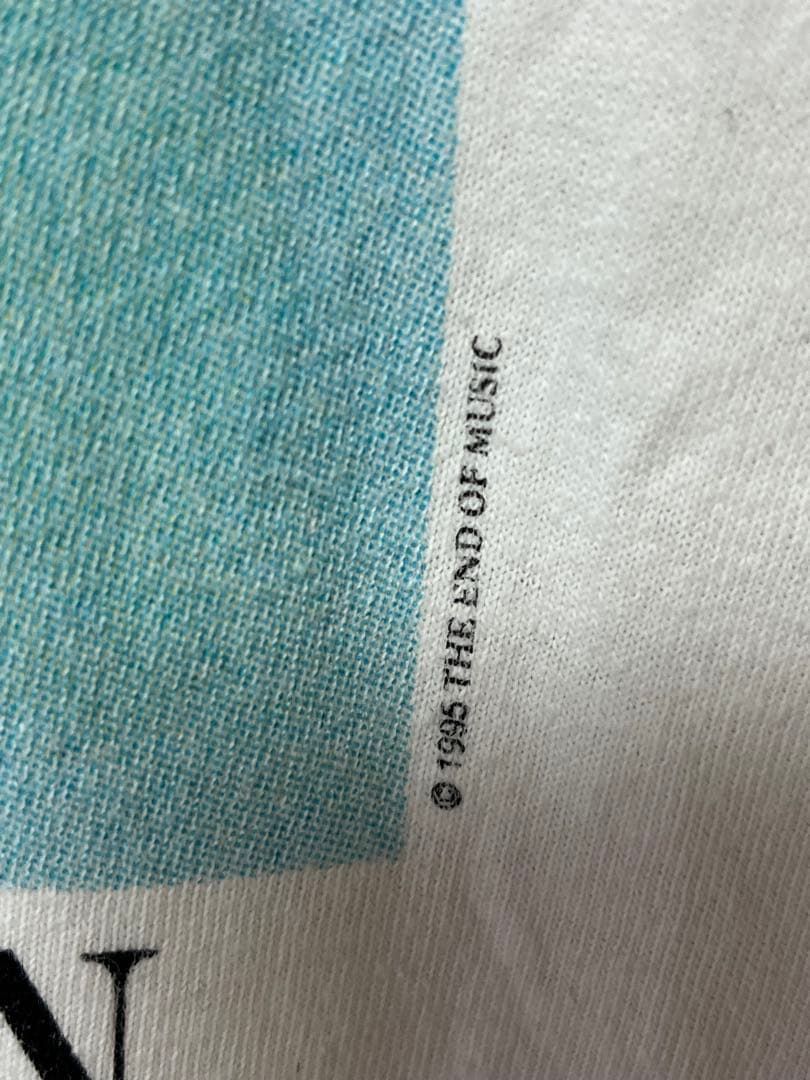 © 1995 THE END OF MUSIC
N